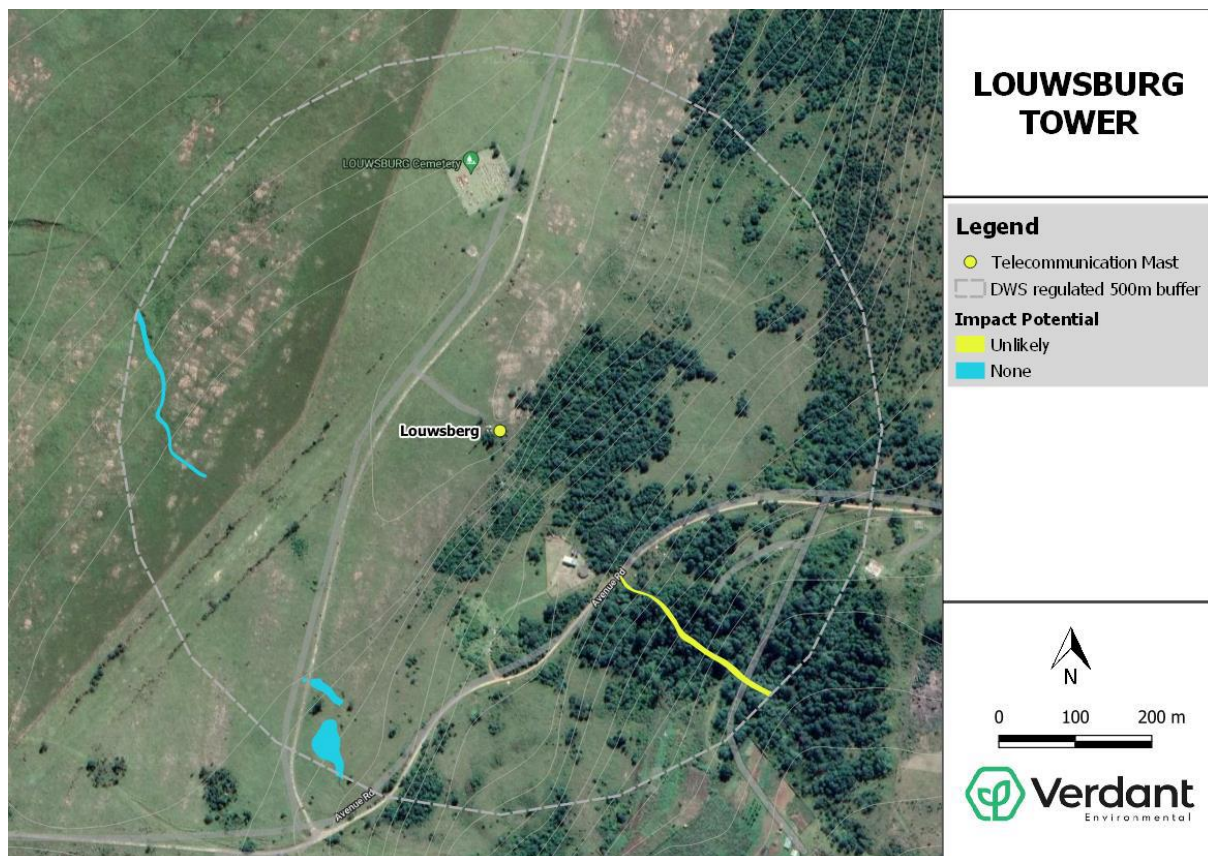 LOUWSBURG Cemetery
Louwsberg
Avenue Rd
Avenue Rd
LOUWSBURG
TOWER
Legend
Telecommunication Mast
DWS regulated 500m buffer
Impact Potential
Unlikely
None
N
0 100 200 m
Verdant
Environmental